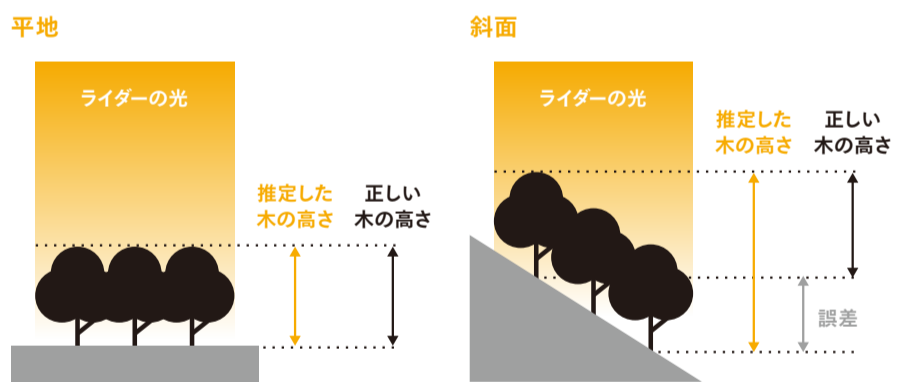 平地
ライダーの光
推定した
木の高さ
正しい
木の高さ
斜面
ライダーの光
推定した
木の高さ
正しい
木の高さ
誤差